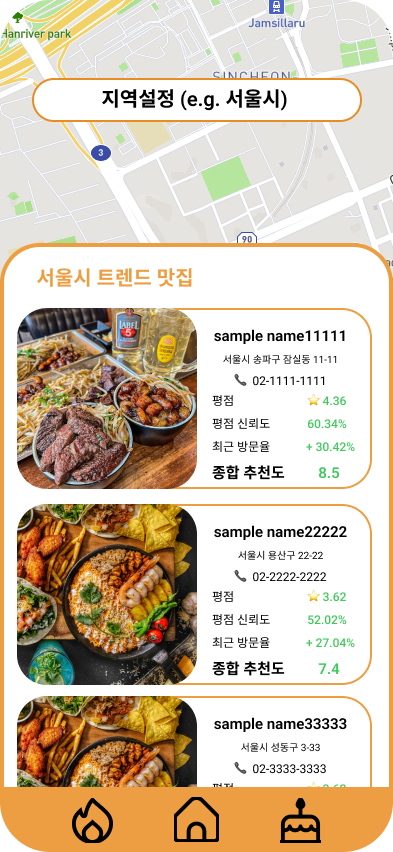 Hanriver park
Jamsillaru
SINCHEON
지역설정 (e.g. 서울시)
3
90
서울시 트렌드 맛집
LABEL
5
sample name11111
서울시 송파구 잠실동 11-11
02-1111-1111
평점 4.36
평점 신뢰도 60.34%
최근 방문율 + 30.42%
종합 추천도 8.5
sample name22222
서울시 용산구 22-22
02-2222-2222
평점 3.62
평점 신뢰도 52.02%
최근 방문율 + 27.04%
종합 추천도 7.4
sample name33333
서울시 성동구 3-33
02-3333-3333
평점